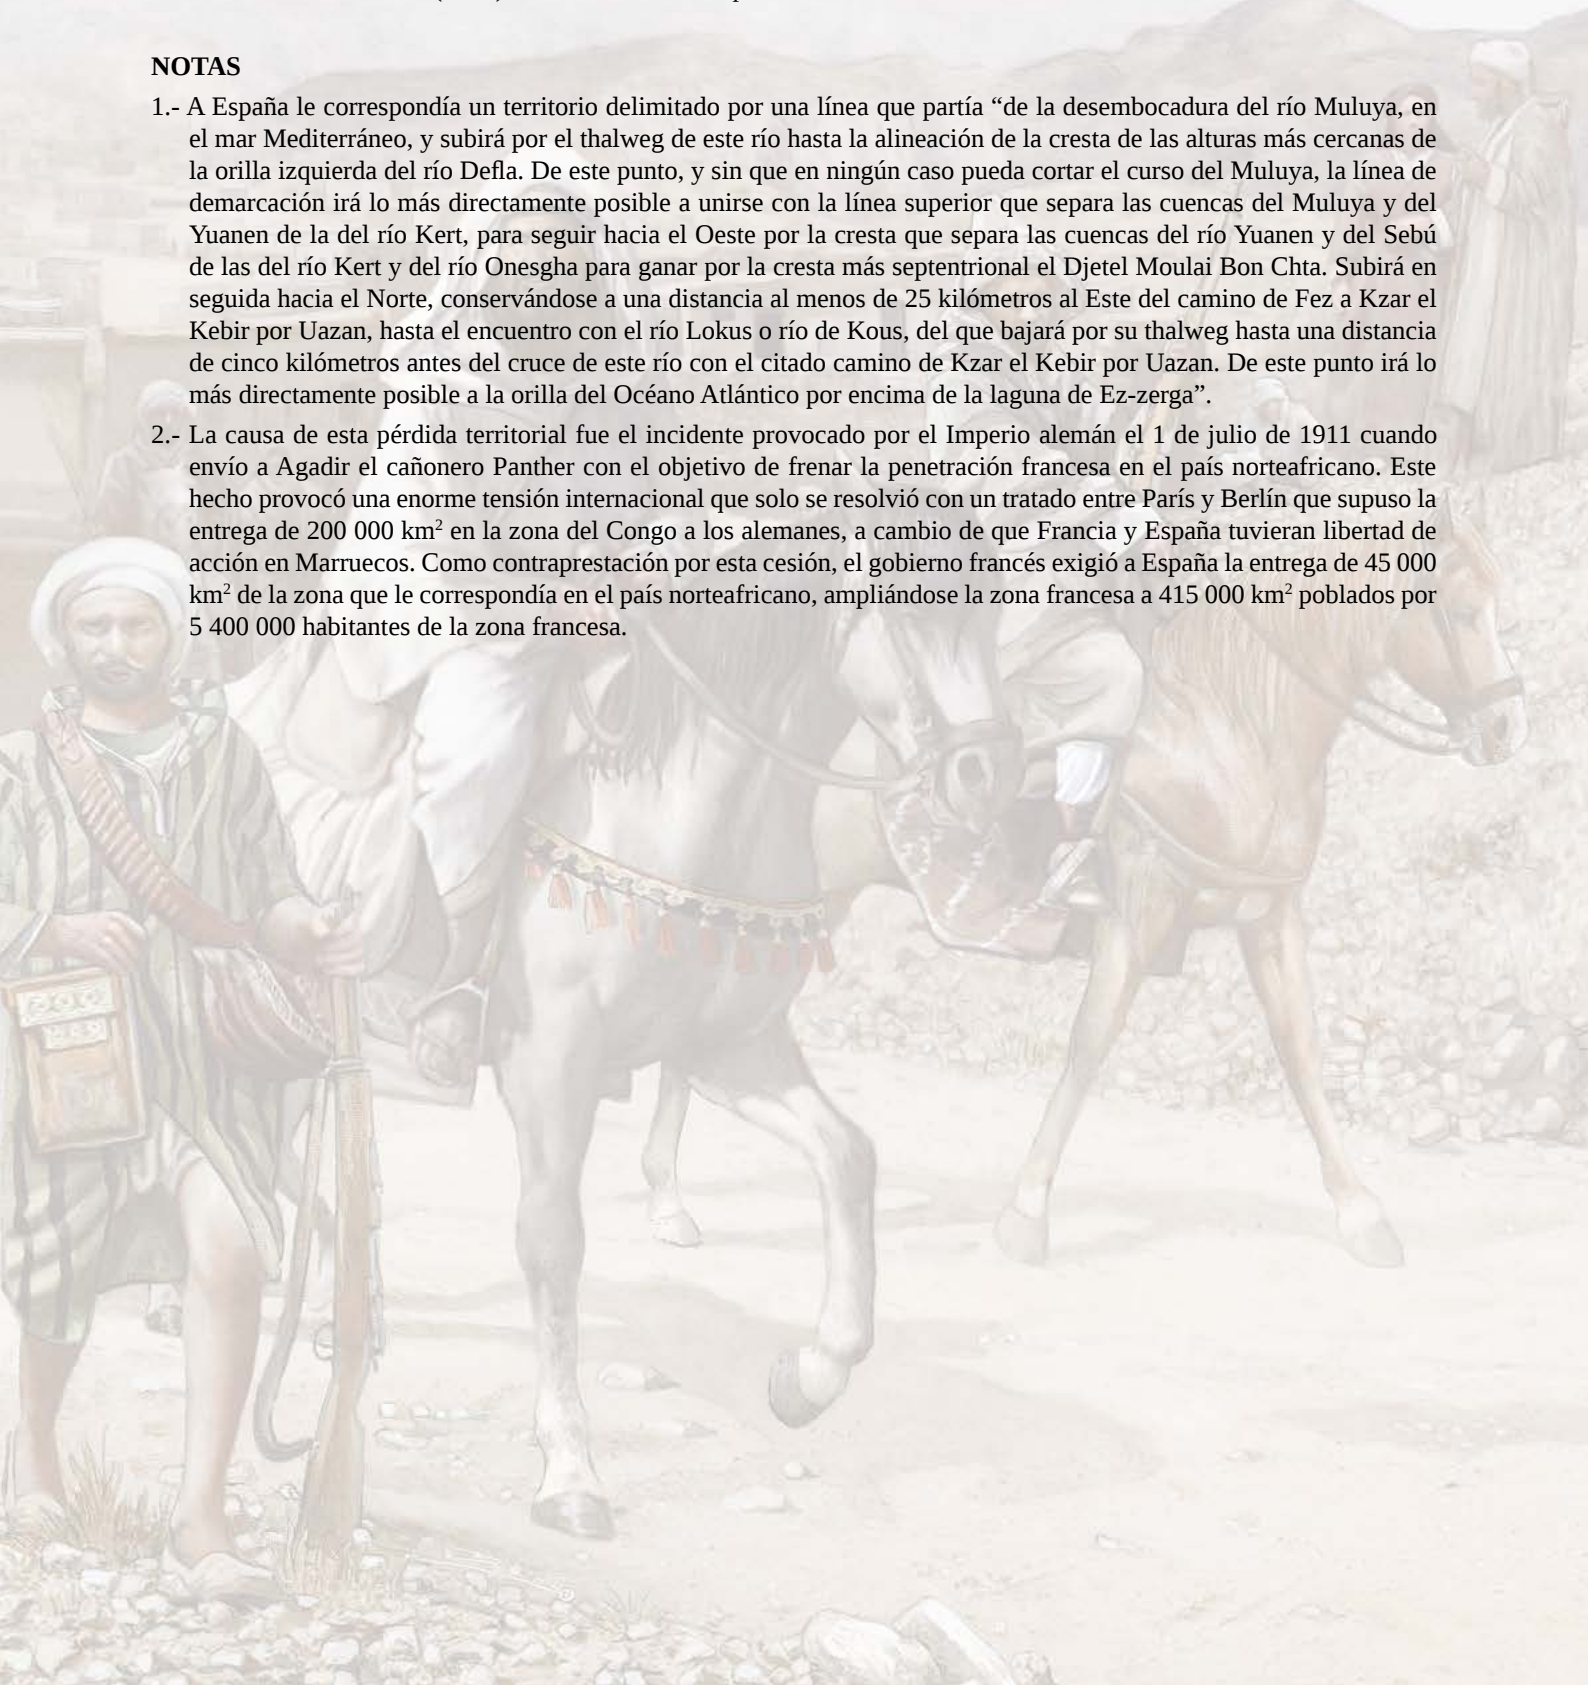 NOTAS
1.- A España le correspondía un territorio delimitado por una línea que partía “de la desembocadura del río Muluya, en
el mar Mediterráneo, y subirá por el thalweg de este río hasta la alineación de la cresta de las alturas más cercanas de
la orilla izquierda del río Defla. De este punto, y sin que en ningún caso pueda cortar el curso del Muluya, la línea de
demarcación irá lo más directamente posible a unirse con la línea superior que separa las cuencas del Muluya y del
Yuanen de la del río Kert, para seguir hacia el Oeste por la cresta que separa las cuencas del río Yuanen y del Sebú
de las del río Kert y del río Onesgha para ganar por la cresta más septentrional el Djetel Moulai Bon Chta. Subirá en
seguida hacia el Norte, conservándose a una distancia al menos de 25 kilómetros al Este del camino de Fez a Kzar el
Kebir por Uazan, hasta el encuentro con el río Lokus o río de Kous, del que bajará por su thalweg hasta una distancia
de cinco kilómetros antes del cruce de este río con el citado camino de Kzar el Kebir por Uazan. De este punto irá lo
más directamente posible a la orilla del Océano Atlántico por encima de la laguna de Ez-zerga”.
2.- La causa de esta pérdida territorial fue el incidente provocado por el Imperio alemán el 1 de julio de 1911 cuando
envío a Agadir el cañonero Panther con el objetivo de frenar la penetración francesa en el país norteafricano. Este
hecho provocó una enorme tensión internacional que solo se resolvió con un tratado entre París y Berlín que supuso la
entrega de 200 000 km² en la zona del Congo a los alemanes, a cambio de que Francia y España tuvieran libertad de
acción en Marruecos. Como contraprestación por esta cesión, el gobierno francés exigió a España la entrega de 45 000
km² de la zona que le correspondía en el país norteafricano, ampliándose la zona francesa a 415 000 km² poblados por
5 400 000 habitantes de la zona francesa.